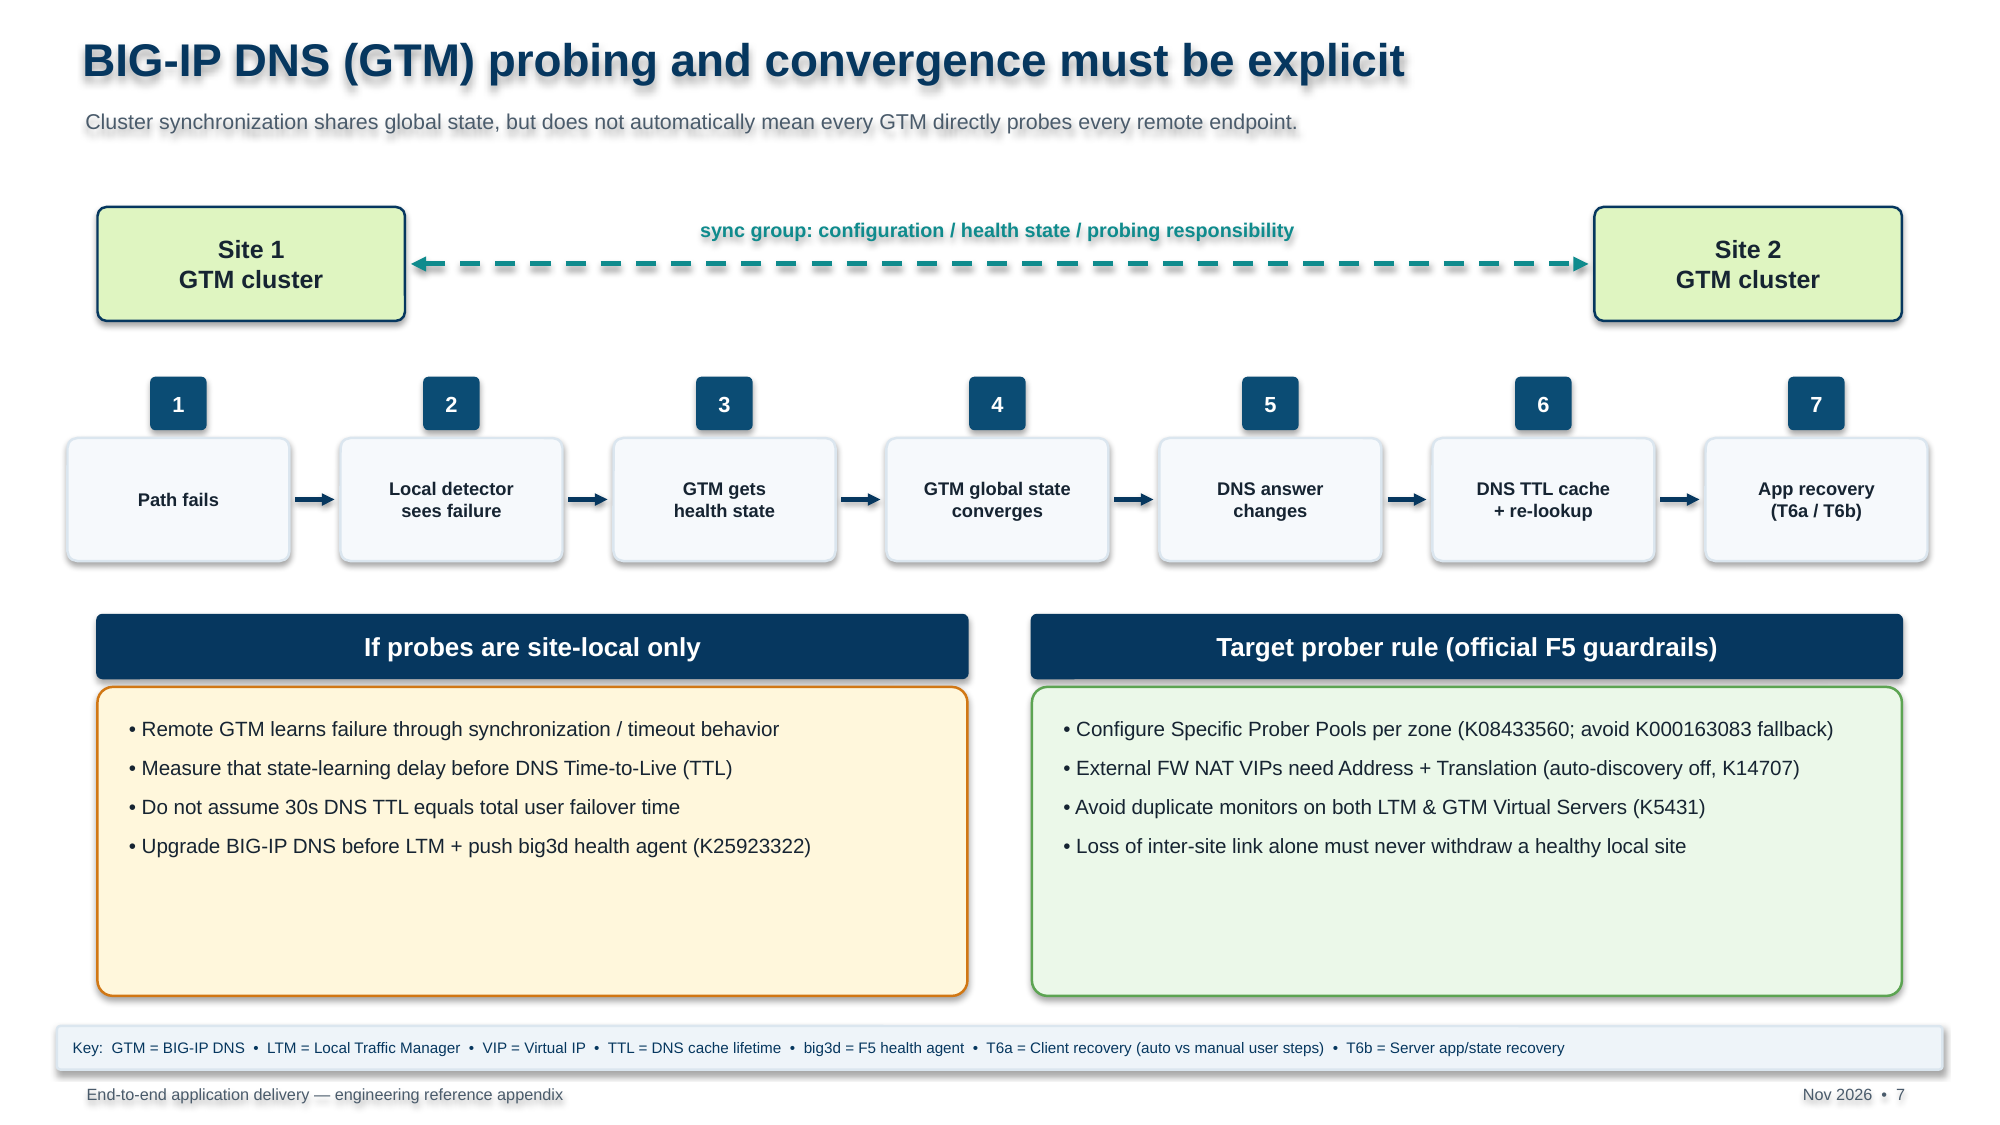 BIG-IP DNS (GTM) probing and convergence must be explicit
Cluster synchronization shares global state, but does not automatically mean every GTM directly probes every remote endpoint.
Site 1
GTM cluster
sync group: configuration / health state / probing responsibility
Site 2
GTM cluster
1
Path fails
2
Local detector
sees failure
3
GTM gets
health state
4
GTM global state
converges
5
DNS answer
changes
6
DNS TTL cache
+ re-lookup
7
App recovery
(T6a / T6b)
If probes are site-local only
• Remote GTM learns failure through synchronization / timeout behavior
• Measure that state-learning delay before DNS Time-to-Live (TTL)
• Do not assume 30s DNS TTL equals total user failover time
• Upgrade BIG-IP DNS before LTM + push big3d health agent (K25923322)
Target prober rule (official F5 guardrails)
• Configure Specific Prober Pools per zone (K08433560; avoid K000163083 fallback)
• External FW NAT VIPs need Address + Translation (auto-discovery off, K14707)
• Avoid duplicate monitors on both LTM & GTM Virtual Servers (K5431)
• Loss of inter-site link alone must never withdraw a healthy local site
Key: GTM = BIG-IP DNS • LTM = Local Traffic Manager • VIP = Virtual IP • TTL = DNS cache lifetime • big3d = F5 health agent • T6a = Client recovery (auto vs manual user steps) • T6b = Server app/state recovery
End-to-end application delivery — engineering reference appendix
Nov 2026 • 7